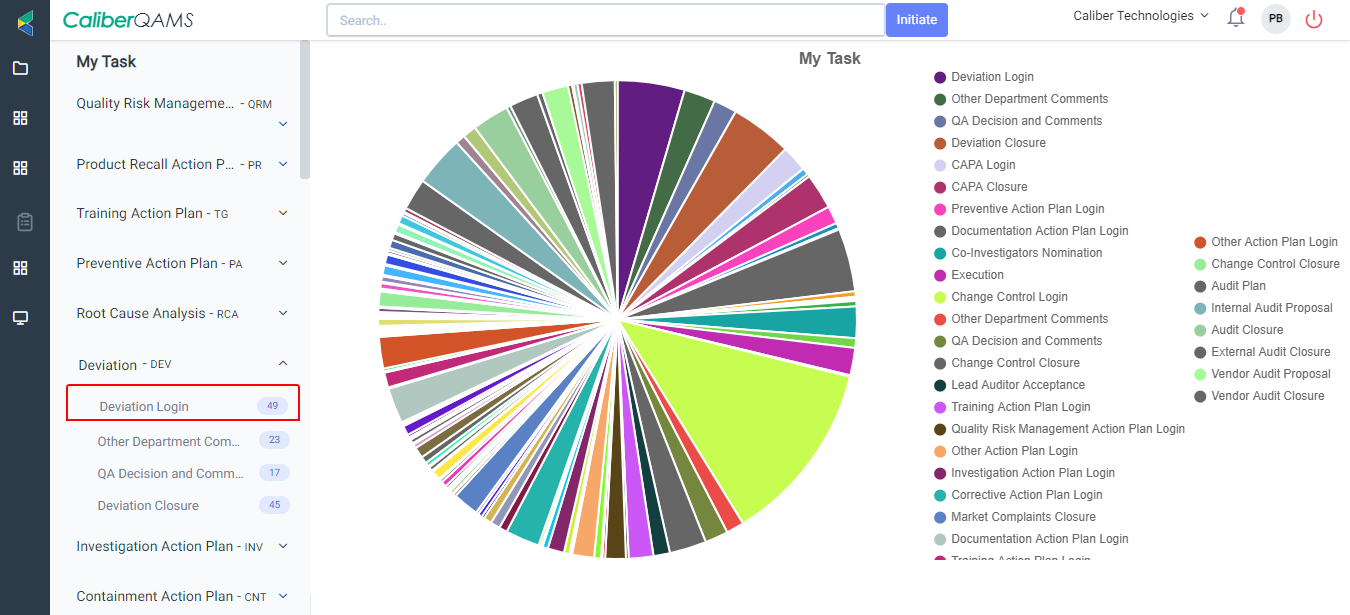 CaliberQAMS
Search..
Initiate
Caliber Technologies
PB
My Task
Quality Risk Manageme... - QRM
Product Recall Action P... - PR
Training Action Plan - TG
Preventive Action Plan - PA
Root Cause Analysis - RCA
Deviation - DEV
Deviation Login 49
Other Department Com... 23
QA Decision and Comm... 17
Deviation Closure 45
Investigation Action Plan - INV
Containment Action Plan - CNT
My Task
Deviation Login
Other Department Comments
QA Decision and Comments
Deviation Closure
CAPA Login
CAPA Closure
Preventive Action Plan Login
Documentation Action Plan Login
Co-Investigators Nomination
Execution
Change Control Login
Other Department Comments
QA Decision and Comments
Change Control Closure
Lead Auditor Acceptance
Training Action Plan Login
Quality Risk Management Action Plan Login
Other Action Plan Login
Investigation Action Plan Login
Corrective Action Plan Login
Market Complaints Closure
Documentation Action Plan Login
Training Action Plan Login
Other Action Plan Login
Change Control Closure
Audit Plan
Internal Audit Proposal
Audit Closure
External Audit Closure
Vendor Audit Proposal
Vendor Audit Closure